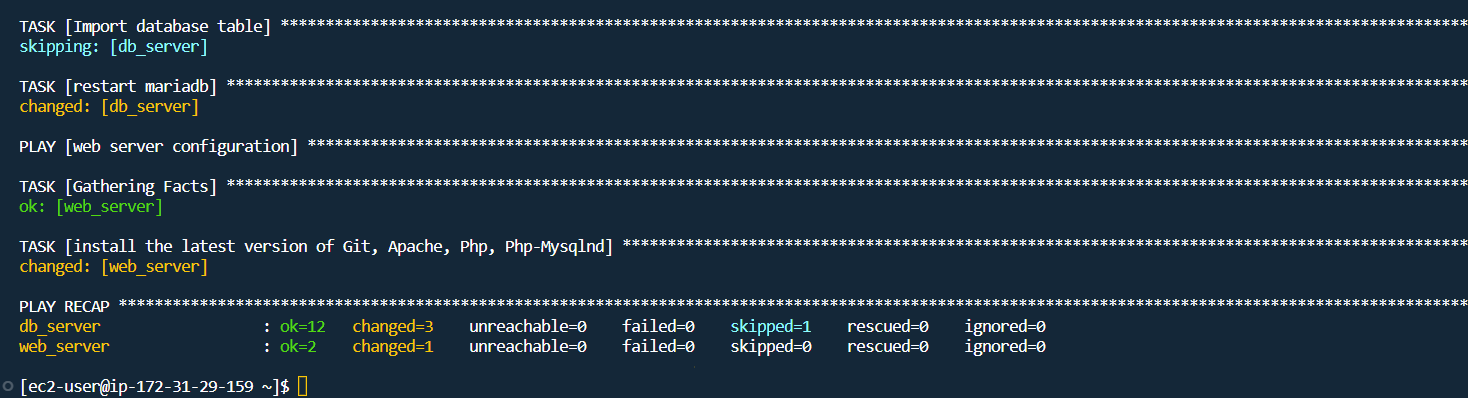 TASK [Import database table] ******************************************************************************************************************************************
skipping: [db_server]
TASK [restart mariadb] ************************************************************************************************************************************************
changed: [db_server]
PLAY [web server configuration] ***************************************************************************************************************************************
TASK [Gathering Facts] ************************************************************************************************************************************************
ok: [web_server]
TASK [install the latest version of Git, Apache, Php, Php-Mysqlnd] ****************************************************************************************************
changed: [web_server]
PLAY RECAP ************************************************************************************************************************************************************
db_server                  : ok=12   changed=3    unreachable=0    failed=0    skipped=1    rescued=0    ignored=0
web_server                 : ok=2    changed=1    unreachable=0    failed=0    skipped=0    rescued=0    ignored=0
[ec2-user@ip-172-31-29-159 ~]$